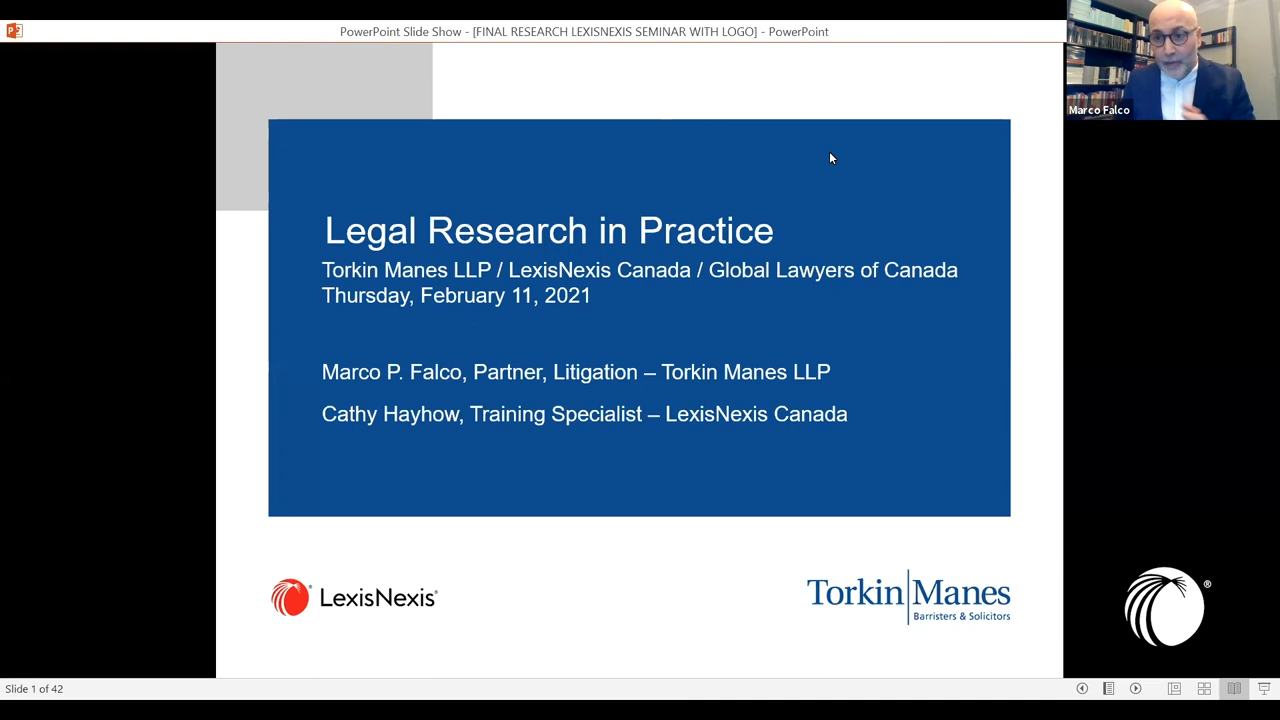 PowerPoint Slide Show - [FINAL RESEARCH LEXISNEXIS SEMINAR WITH LOGO] - PowerPoint
Marco Falco
Legal Research in Practice
Torkin Manes LLP / LexisNexis Canada / Global Lawyers of Canada
Thursday, February 11, 2021
Marco P. Falco, Partner, Litigation – Torkin Manes LLP
Cathy Hayhow, Training Specialist – LexisNexis Canada
LexisNexis®
Torkin Manes
Barristers & Solicitors
®
Slide 1 of 42